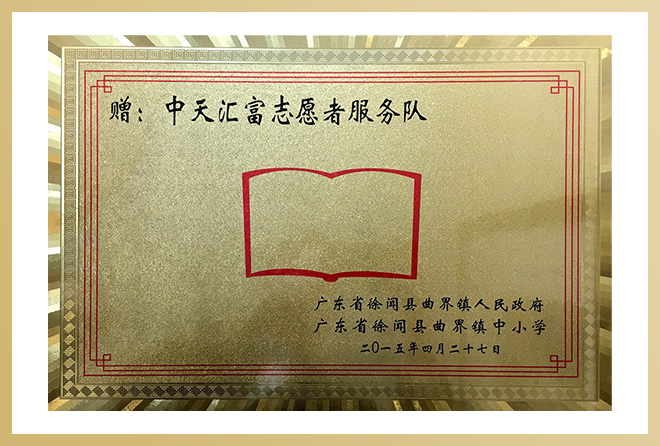 赠：中天汇富志愿者服务队
广东省徐闻县曲界镇人民政府
广东省徐闻县曲界镇中小学
二0一五年四月二十七日